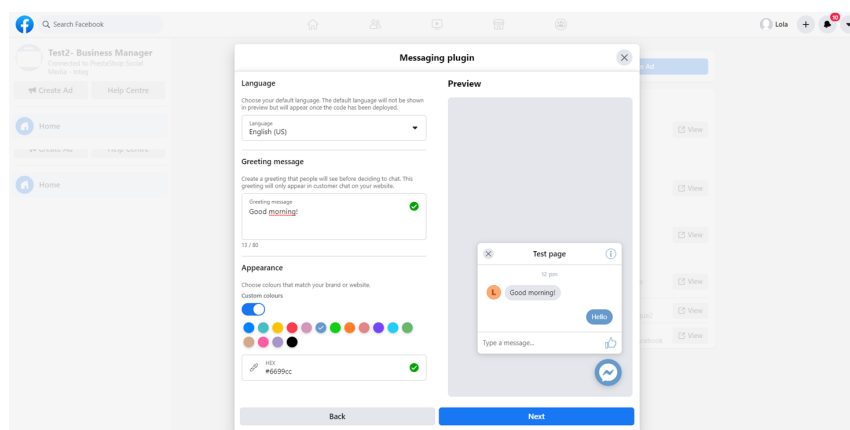 Search Facebook
Lola
10
Test2- Business Manager
Connected to PrestaShop Social
Media - Integ
Create Ad
Help Centre
Home
Create Ad
Help Centre
Home
Ad
View
View
View
View
View
View
Messaging plugin
Language
Choose your default language. The default language will not be shown
in preview but will appear once the code has been deployed.
Language
English (US)
Greeting message
Create a greeting that people will see before deciding to chat. This
greeting will only appear in customer chat on your website.
Greeting message
Good morning!
13 / 80
Appearance
Choose colours that match your brand or website.
Custom colours
HEX
#6699cc
Preview
Test page
12 pm
L
Good morning!
Hello
Type a message...
Back
Next